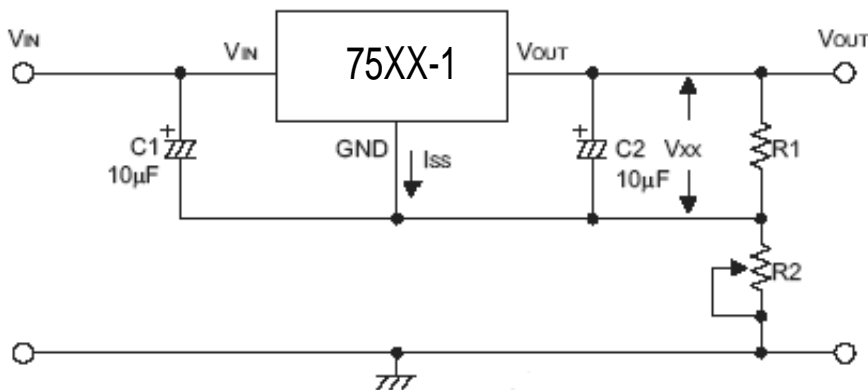 VIN
VIN
75XX-1
VOUT
VOUT
C1
10μF
GND
ISS
C2
10μF
VXX
R1
R2